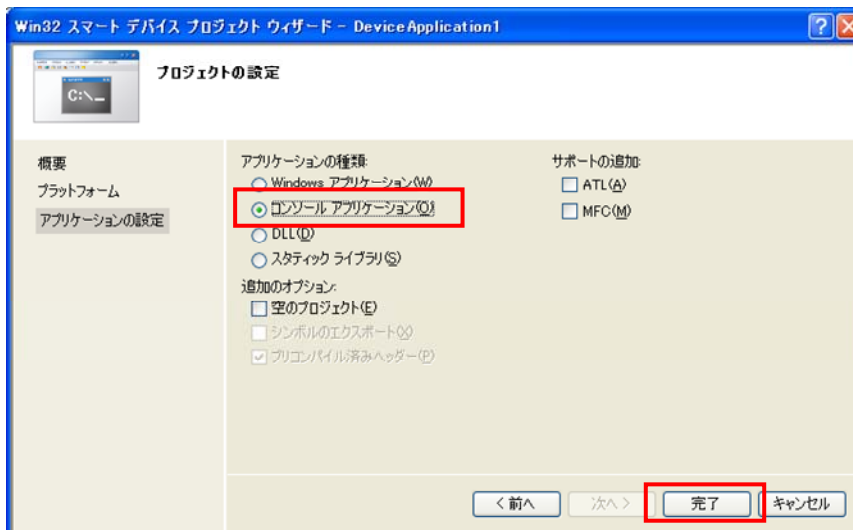 Win32 スマート デバイス プロジェクト ウィザード - DeviceApplication1
C:\_
プロジェクトの設定
概要
プラットフォーム
アプリケーションの設定
アプリケーションの種類:
Windows アプリケーション(W)
コンソール アプリケーション(O)
DLL(D)
スタティック ライブラリ(S)
追加のオプション:
空のプロジェクト(E)
シンボルのエクスポート(X)
プリコンパイル済みヘッダー(P)
サポートの追加:
ATL(A)
MFC(M)
< 前へ
次へ >
完了
キャンセル